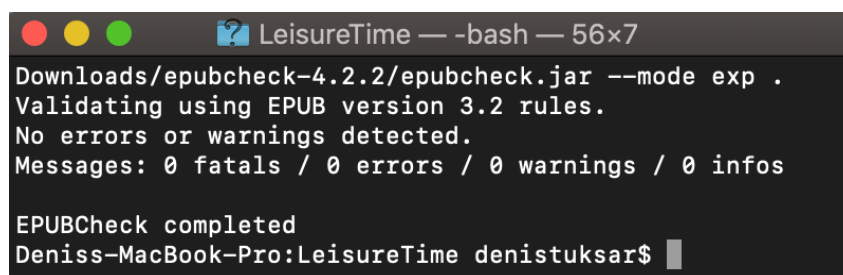 LeisureTime — -bash — 56×7
Downloads/epubcheck-4.2.2/epubcheck.jar --mode exp .
Validating using EPUB version 3.2 rules.
No errors or warnings detected.
Messages: 0 fatals / 0 errors / 0 warnings / 0 infos
EPUBCheck completed
Deniss-MacBook-Pro:LeisureTime denistuksar$